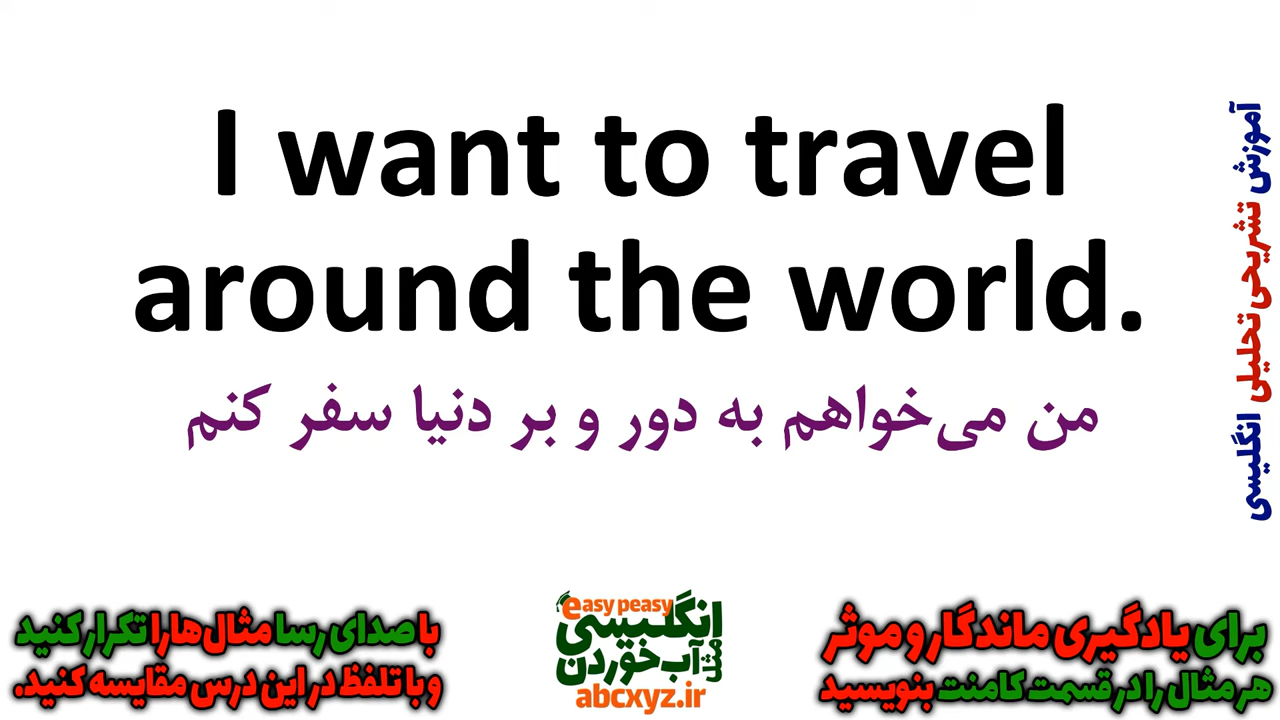 I want to travel
around the world.
من می‌خواهم به دور و بر دنیا سفر کنم
آموزش تشریحی تحلیلی انگلیسی
با صدای رسا مثال‌ها را تکرار کنید
و با تلفظ در این درس مقایسه کنید.
easy peasy
انگلیسی
مثل آب خوردن
abcxyz.ir
برای یادگیری ماندگار و موثر
هر مثال را در قسمت کامنت بنویسید